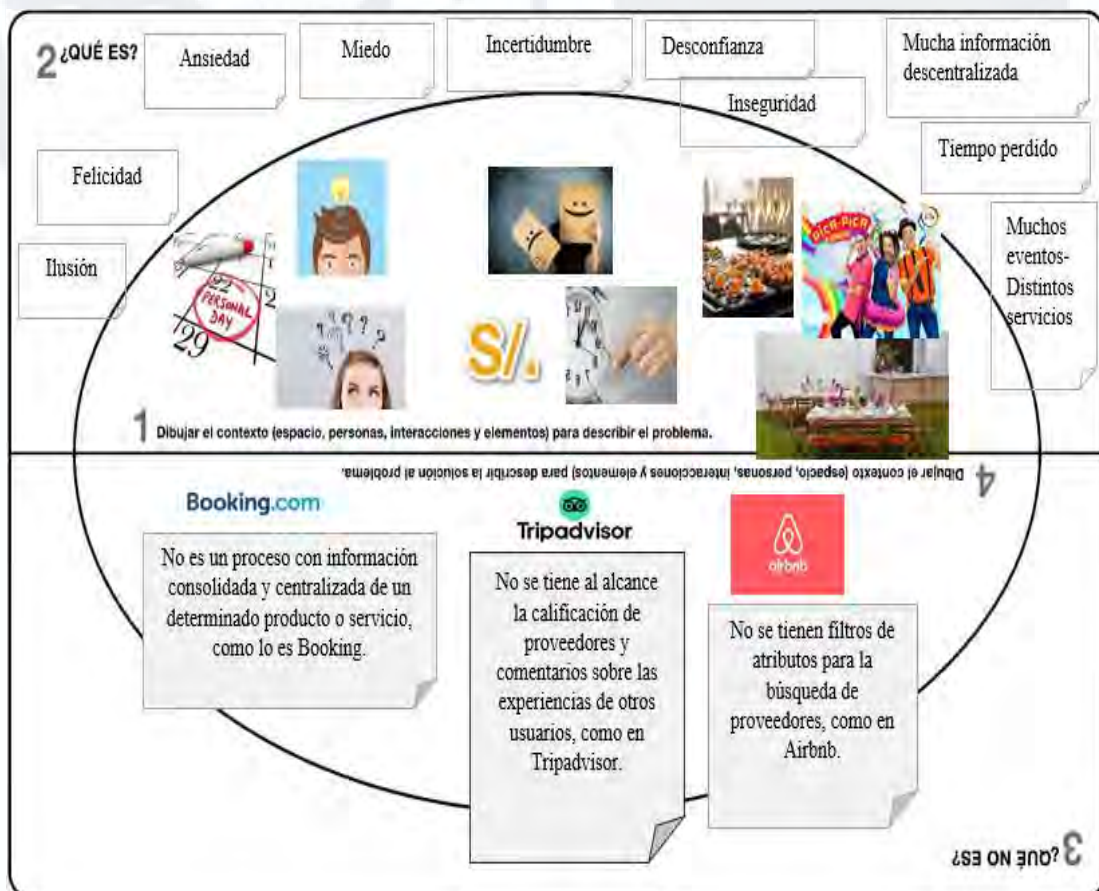 2 ¿QUÉ ES?
Ansiedad
Miedo
Incertidumbre
Desconfianza
Mucha información
descentralizada
Inseguridad
Tiempo perdido
Felicidad
Ilusión
Muchos
eventos-
Distintos
servicios
22
PERSONAL
DAY
29
S/.
PICA-PICA
1 Dibujar el contexto (espacio, personas, interacciones y elementos) para describir el problema.
4 Dibujar el contexto (espacio, personas, interacciones y elementos) para describir la solución al problema.
Booking.com
No es un proceso con información
consolidada y centralizada de un
determinado producto o servicio,
como lo es Booking.
Tripadvisor
No se tiene al alcance
la calificación de
proveedores y
comentarios sobre las
experiencias de otros
usuarios, como en
Tripadvisor.
airbnb
No se tienen filtros de
atributos para la
búsqueda de
proveedores, como en
Airbnb.
3 ¿QUÉ NO ES?